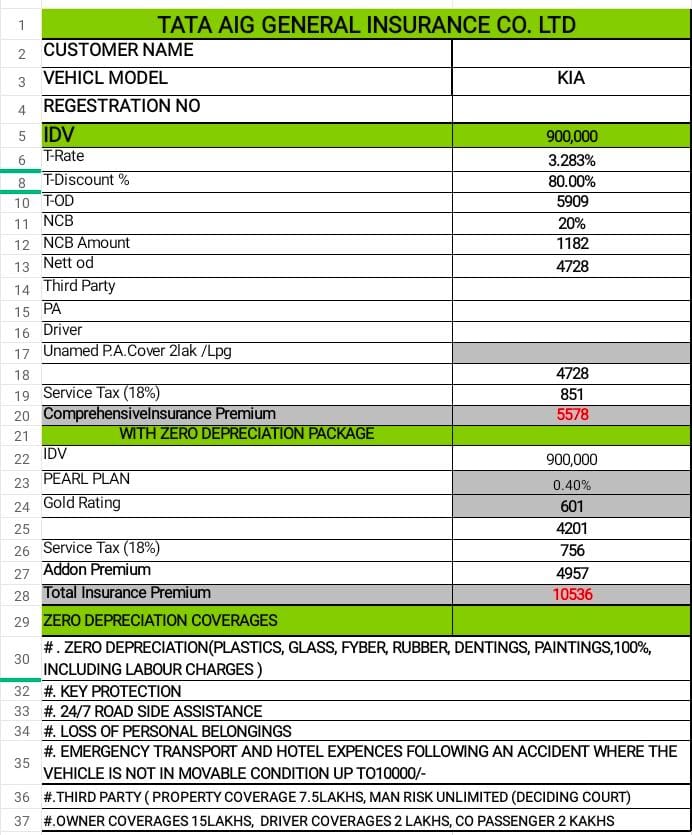 1 TATA AIG GENERAL INSURANCE CO. LTD
2 CUSTOMER NAME
3 VEHICL MODEL KIA
4 REGESTRATION NO
5 IDV 900,000
6 T-Rate 3.283%
8 T-Discount % 80.00%
10 T-OD 5909
11 NCB 20%
12 NCB Amount 1182
13 Nett od 4728
14 Third Party
15 PA
16 Driver
17 Unamed P.A.Cover 2lak /Lpg
18 4728
19 Service Tax (18%) 851
20 ComprehensiveInsurance Premium 5578
21 WITH ZERO DEPRECIATION PACKAGE
22 IDV 900,000
23 PEARL PLAN 0.40%
24 Gold Rating 601
25 4201
26 Service Tax (18%) 756
27 Addon Premium 4957
28 Total Insurance Premium 10536
29 ZERO DEPRECIATION COVERAGES
30 # . ZERO DEPRECIATION(PLASTICS, GLASS, FYBER, RUBBER, DENTINGS, PAINTINGS,100%,
INCLUDING LABOUR CHARGES )
32 #. KEY PROTECTION
33 #. 24/7 ROAD SIDE ASSISTANCE
34 #. LOSS OF PERSONAL BELONGINGS
35 #. EMERGENCY TRANSPORT AND HOTEL EXPENCES FOLLOWING AN ACCIDENT WHERE THE
VEHICLE IS NOT IN MOVABLE CONDITION UP TO10000/-
36 #.THIRD PARTY ( PROPERTY COVERAGE 7.5LAKHS, MAN RISK UNLIMITED (DECIDING COURT)
37 #.OWNER COVERAGES 15LAKHS, DRIVER COVERAGES 2 LAKHS, CO PASSENGER 2 KAKHS